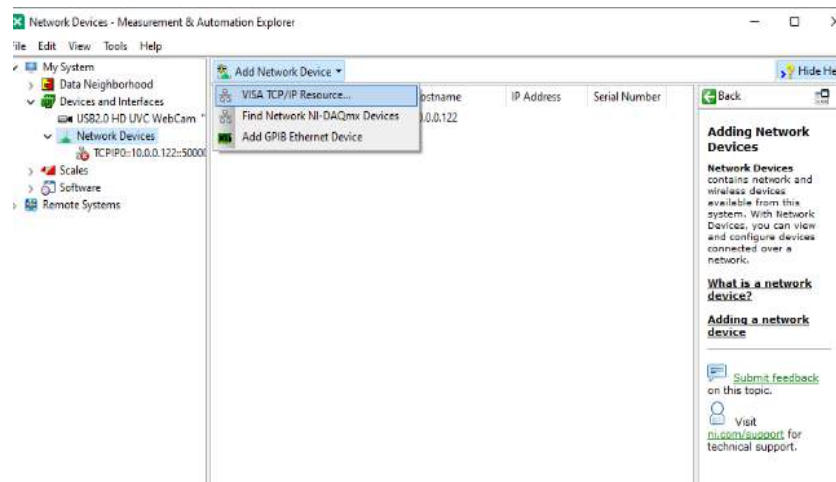 Network Devices - Measurement & Automation Explorer
File Edit View Tools Help
My System
Data Neighborhood
Devices and Interfaces
USB2.0 HD UVC WebCam "
Network Devices
TCPIP0::10.0.0.122::5000
Scales
Software
Remote Systems
Add Network Device
VISA TCP/IP Resource...
Find Network NI-DAQmx Devices
Add GPIB Ethernet Device
ostname IP Address Serial Number
.0.0.122
Hide He
Back
Adding Network
Devices
Network Devices
contains network and
wireless devices
available from this
system. With Network
Devices, you can view
and configure devices
connected over a
network.
What is a network
device?
Adding a network
device
Submit feedback
on this topic.
Visit
ni.com/support for
technical support.